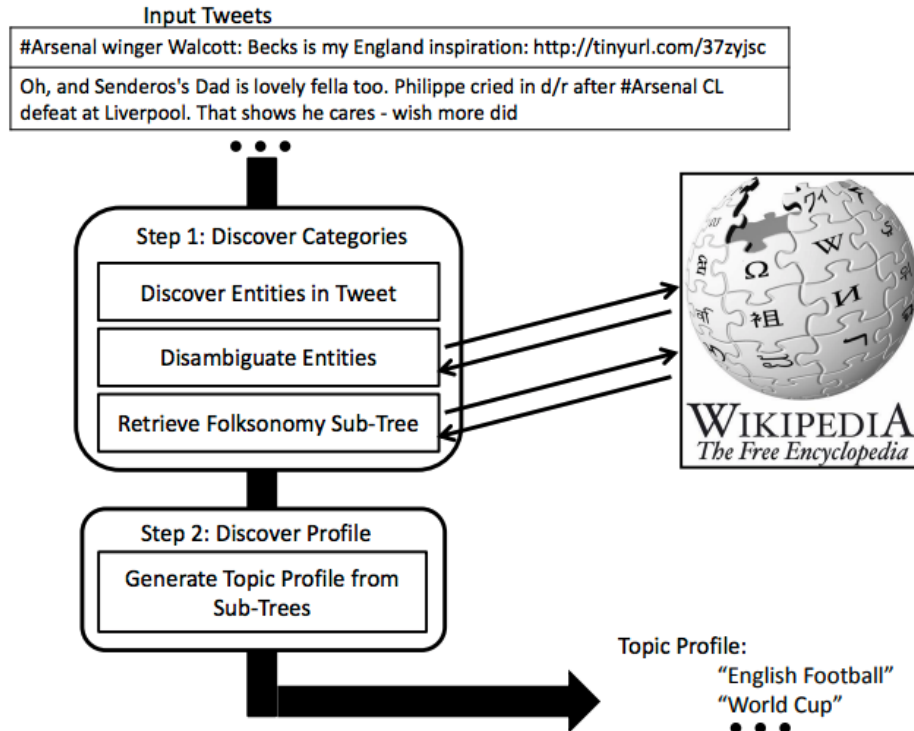 Input Tweets
#Arsenal winger Walcott: Becks is my England inspiration: http://tinyurl.com/37zyjsc
Oh, and Senderos's Dad is lovely fella too. Philippe cried in d/r after #Arsenal CL
defeat at Liverpool. That shows he cares - wish more did
• • •
Step 1: Discover Categories
Discover Entities in Tweet
Disambiguate Entities
Retrieve Folksonomy Sub-Tree
Ω
W
И
祖
ワイ
WIKIPEDIA
The Free Encyclopedia
Step 2: Discover Profile
Generate Topic Profile from
Sub-Trees
Topic Profile:
“English Football”
“World Cup”
• • •